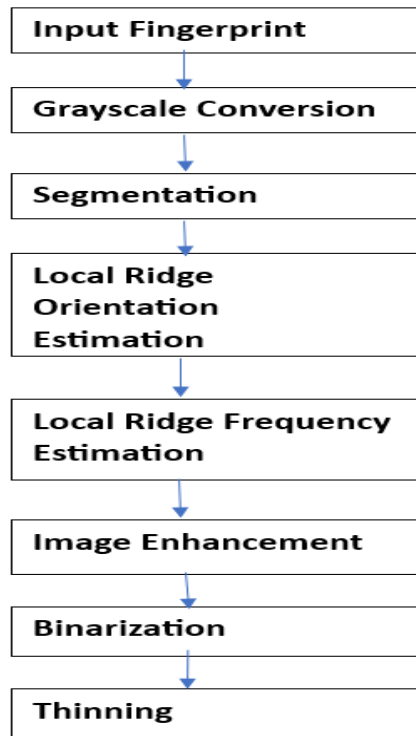 Input Fingerprint
Grayscale Conversion
Segmentation
Local Ridge
Orientation
Estimation
Local Ridge Frequency
Estimation
Image Enhancement
Binarization
Thinning